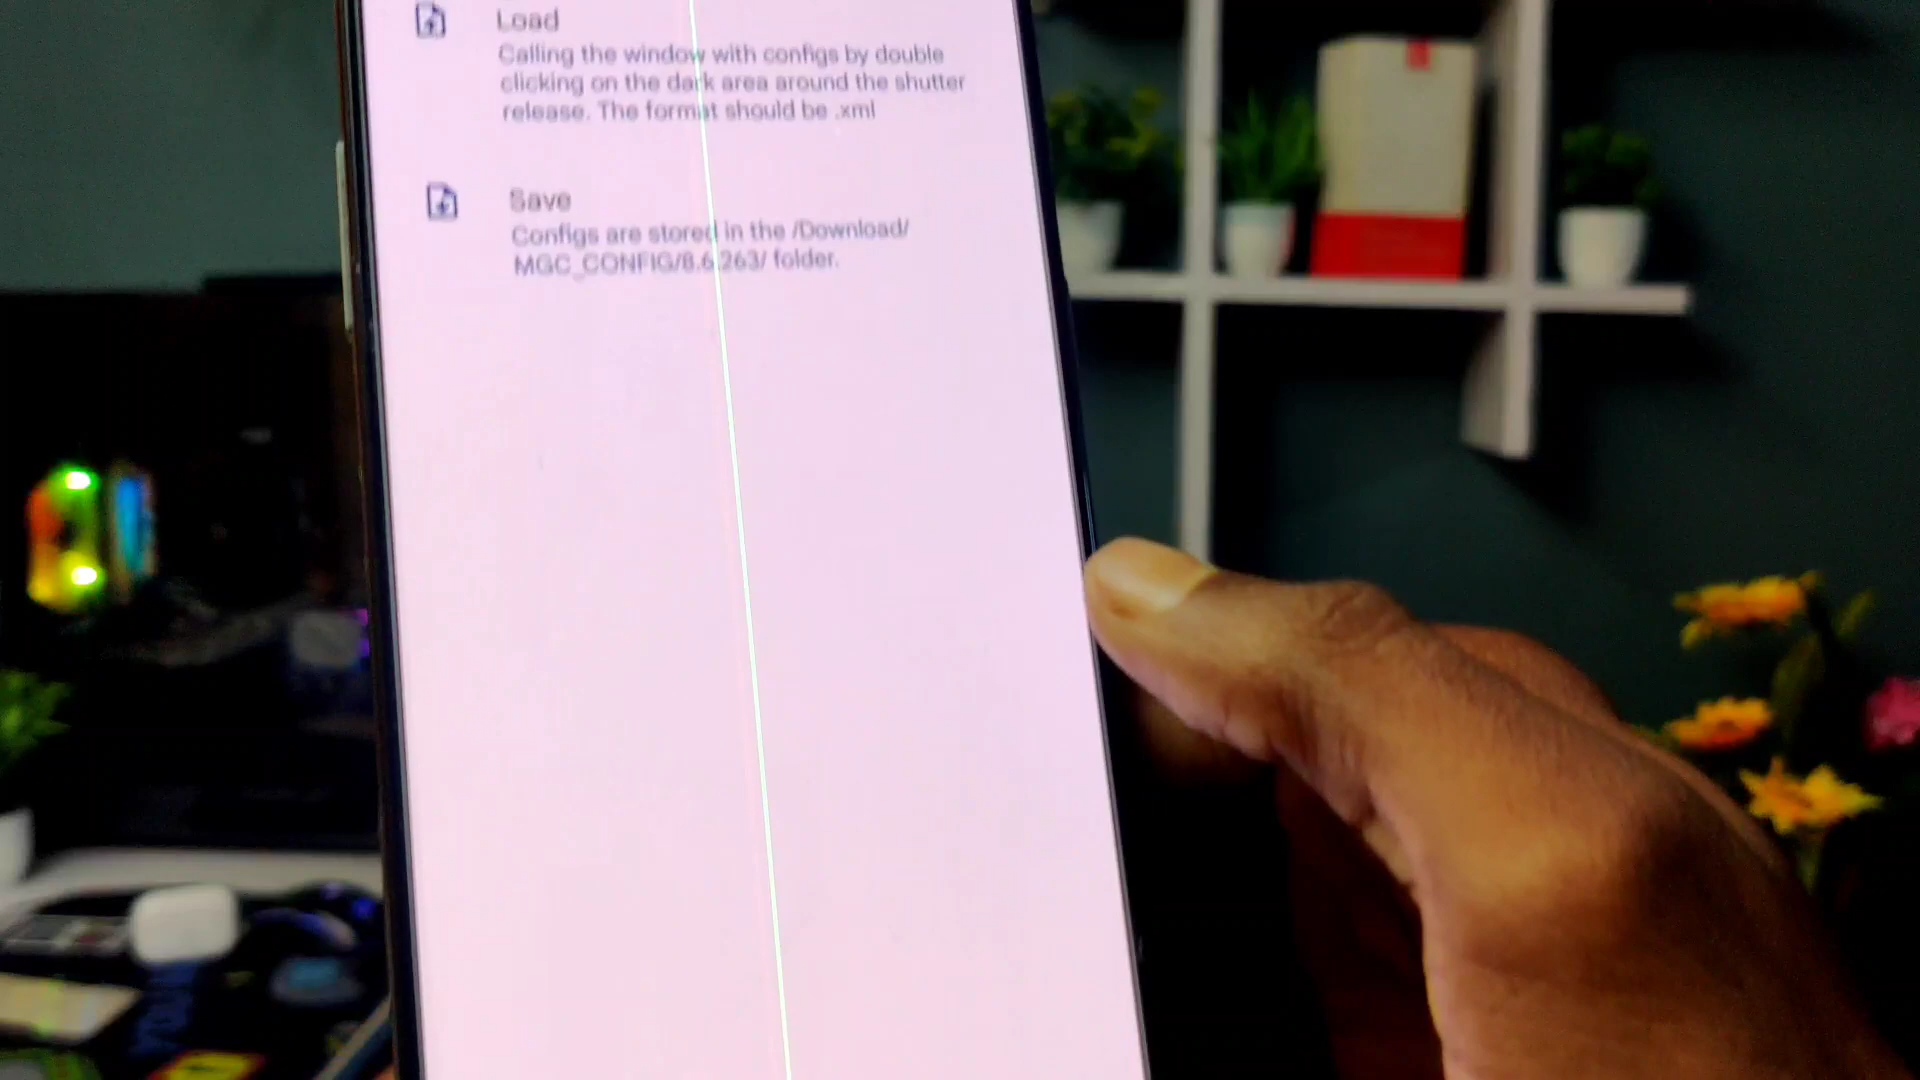 Load
Calling the window with configs by double
clicking on the dark area around the shutter
release. The format should be .xml
Save
Configs are stored in the /Download/
MGC_CONFIG/8.6.263/ folder.